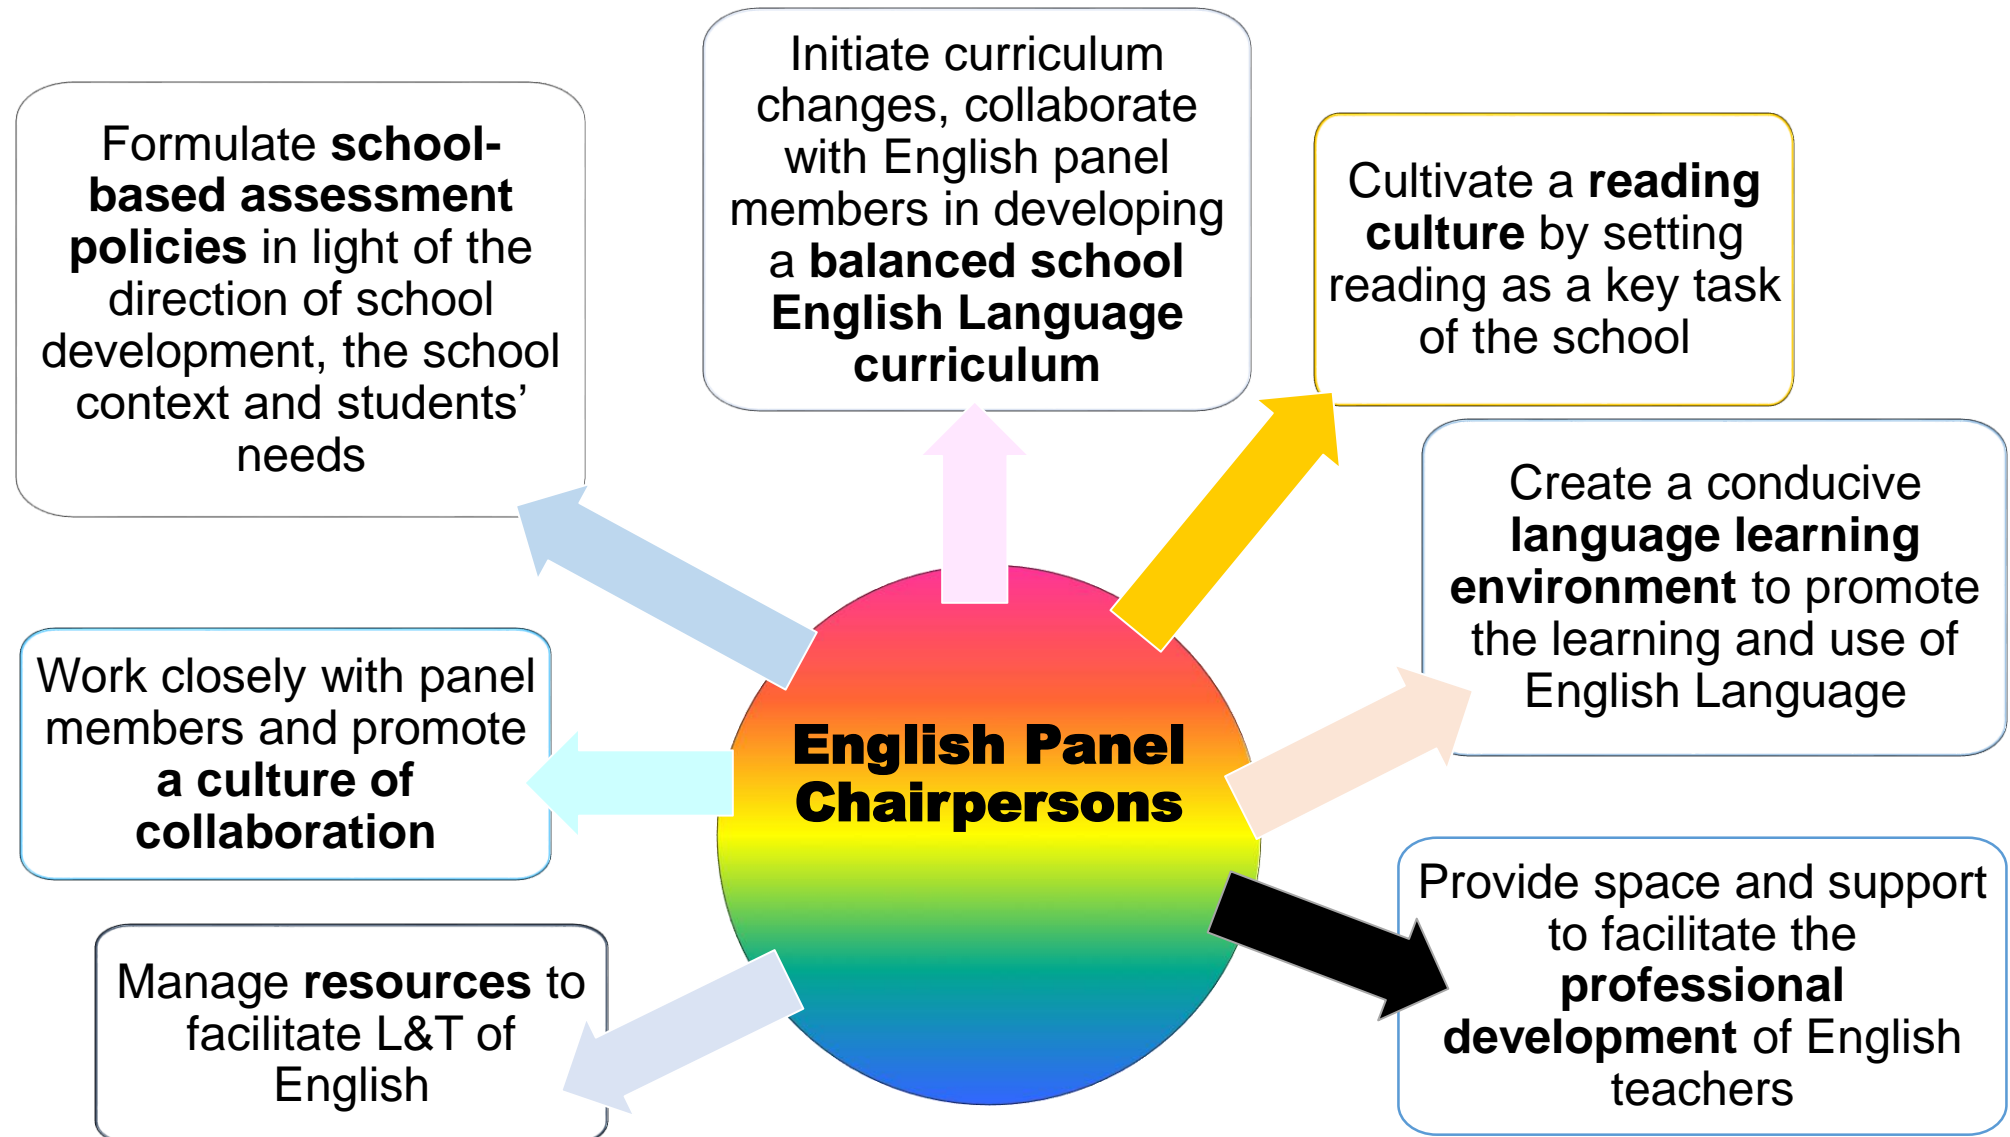 Initiate curriculum
changes, collaborate
with English panel
members in developing
a balanced school
English Language
curriculum
Formulate school-
based assessment
policies in light of the
direction of school
development, the school
context and students’
needs
Cultivate a reading
culture by setting
reading as a key task
of the school
Create a conducive
language learning
environment to promote
the learning and use of
English Language
Work closely with panel
members and promote
a culture of
collaboration
English Panel
Chairpersons
Provide space and support
to facilitate the
professional
development of English
teachers
Manage resources to
facilitate L&T of
English